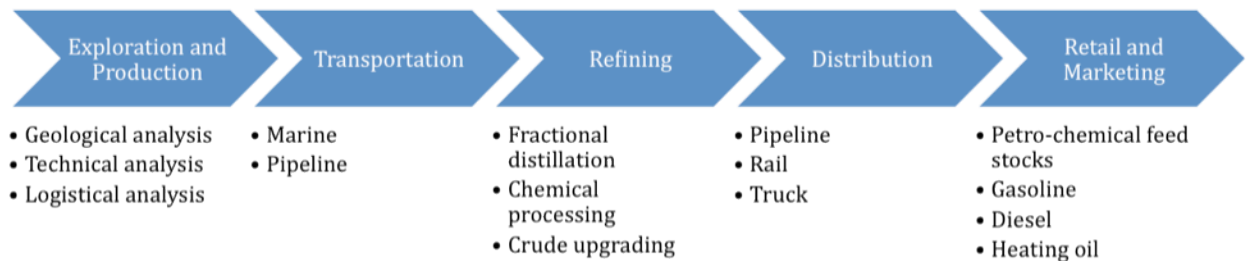 Exploration and
Production
Transportation
Refining
Distribution
Retail and
Marketing
• Geological analysis
• Technical analysis
• Logistical analysis
• Marine
• Pipeline
• Fractional
distillation
• Chemical
processing
• Crude upgrading
• Pipeline
• Rail
• Truck
• Petro-chemical feed
stocks
• Gasoline
• Diesel
• Heating oil